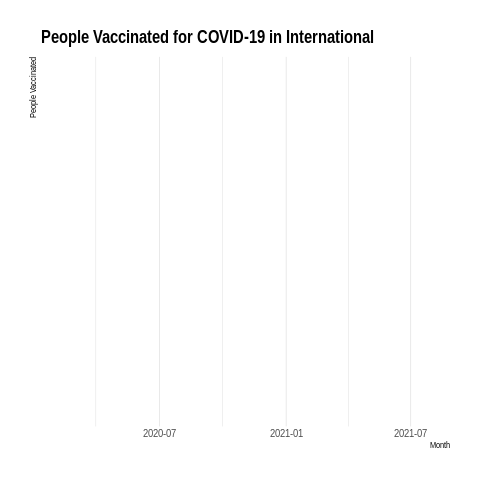 People Vaccinated for COVID-19 in International
People Vaccinated
2020-07 2021-01 2021-07
Month